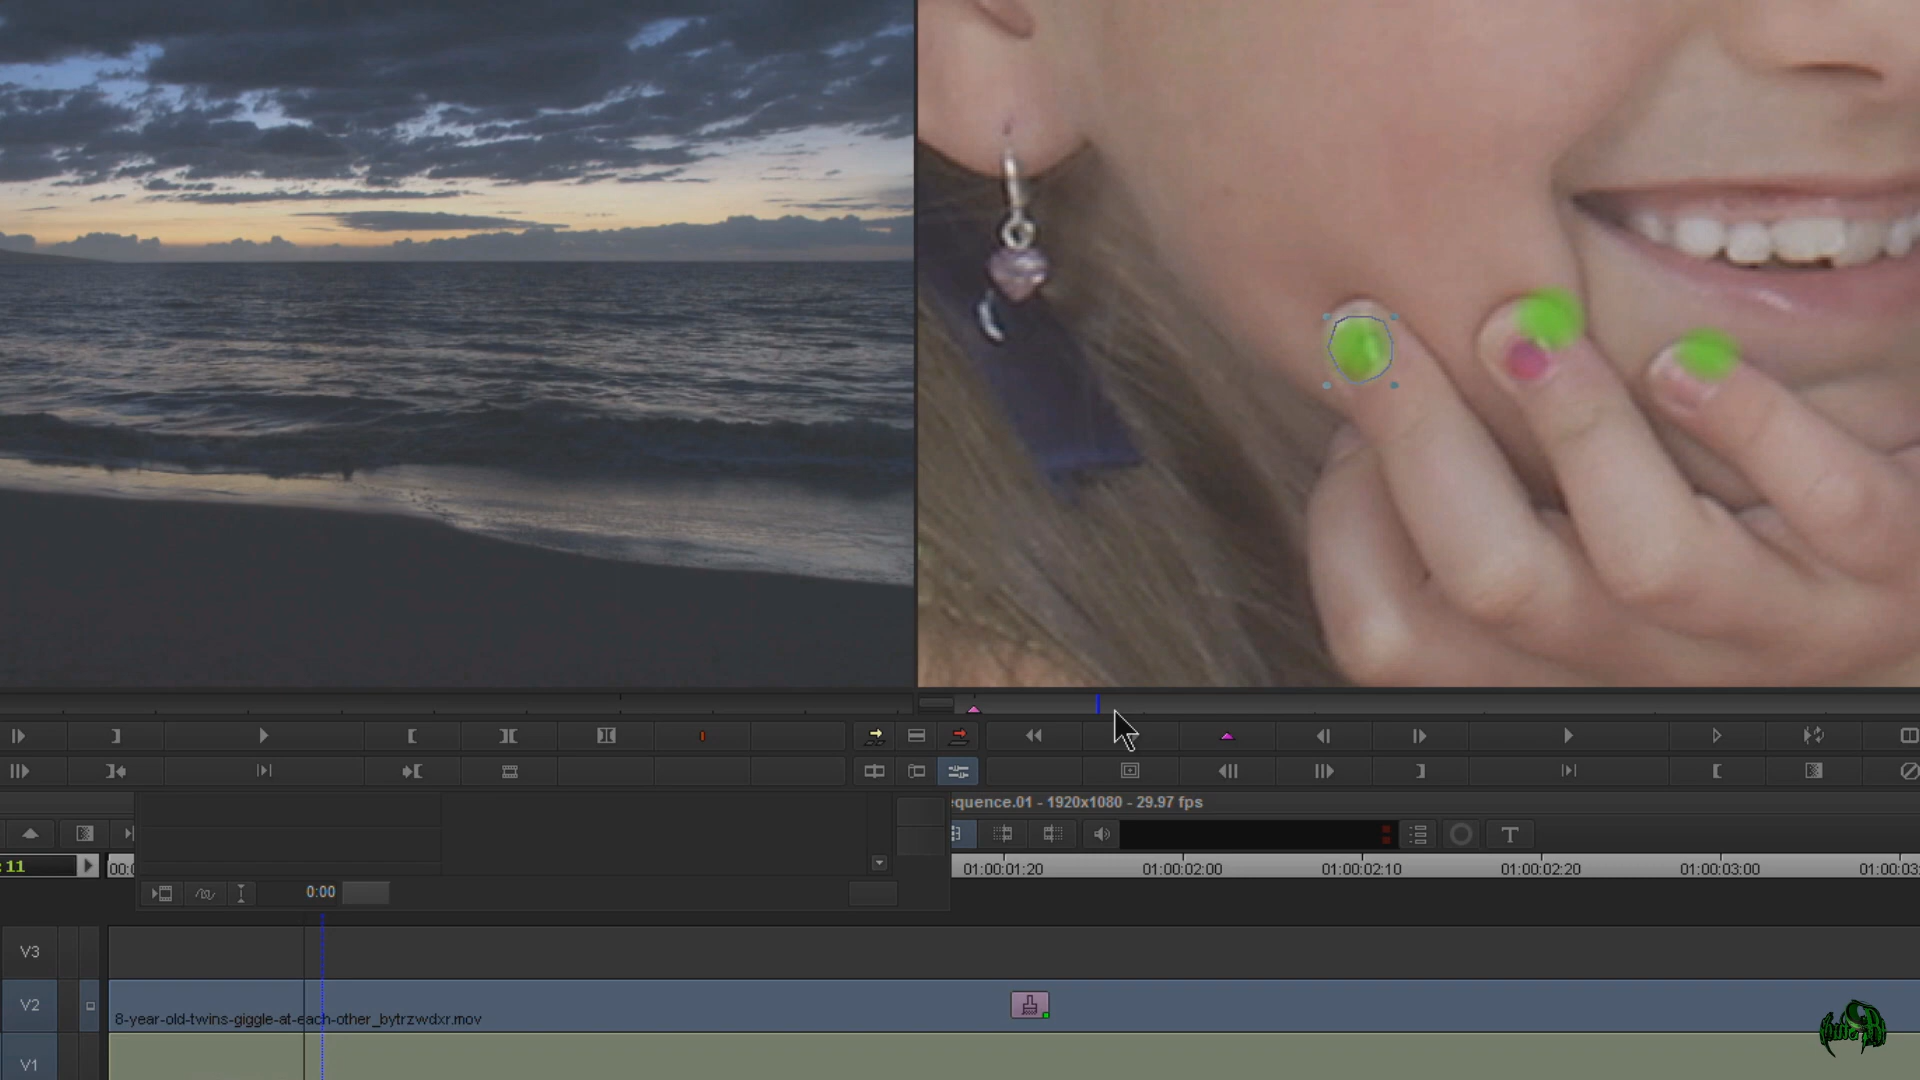 equence.01 - 1920x1080 - 29.97 fps
T
:11
00:0
01:00:01:20
01:00:02:00
01:00:02:10
01:00:02:20
01:00:03:00
01:00:03:
0:00
V3
V2
8-year-old-twins-giggle-at-each-other_bytrzwdxr.mov
V1